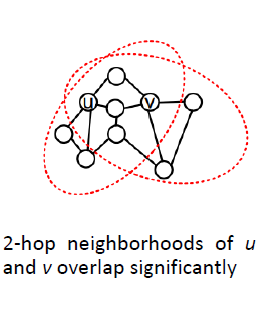 u v
2-hop neighborhoods of u
and v overlap significantly